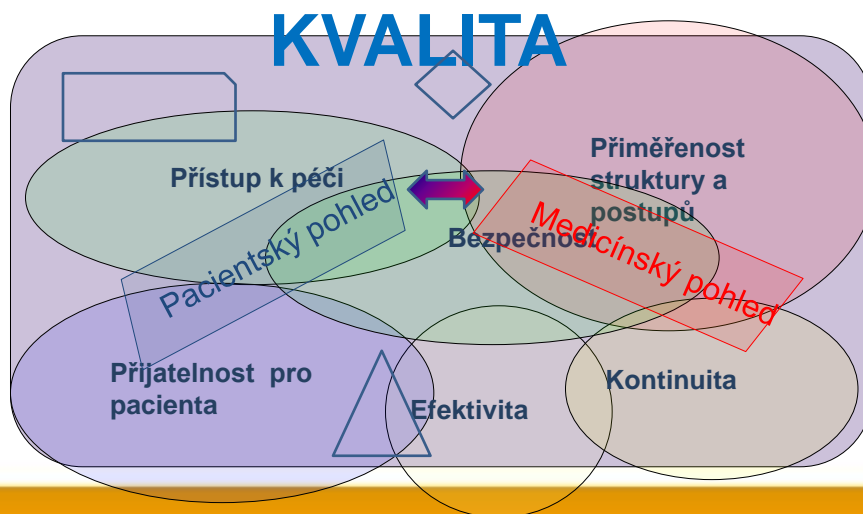 KVALITA
Přiměřenost
struktury a
postupů
Přístup k péči
Pacientský pohled
Bezpečnost
Medicínský pohled
Přijatelnost pro
pacienta
Efektivita
Kontinuita